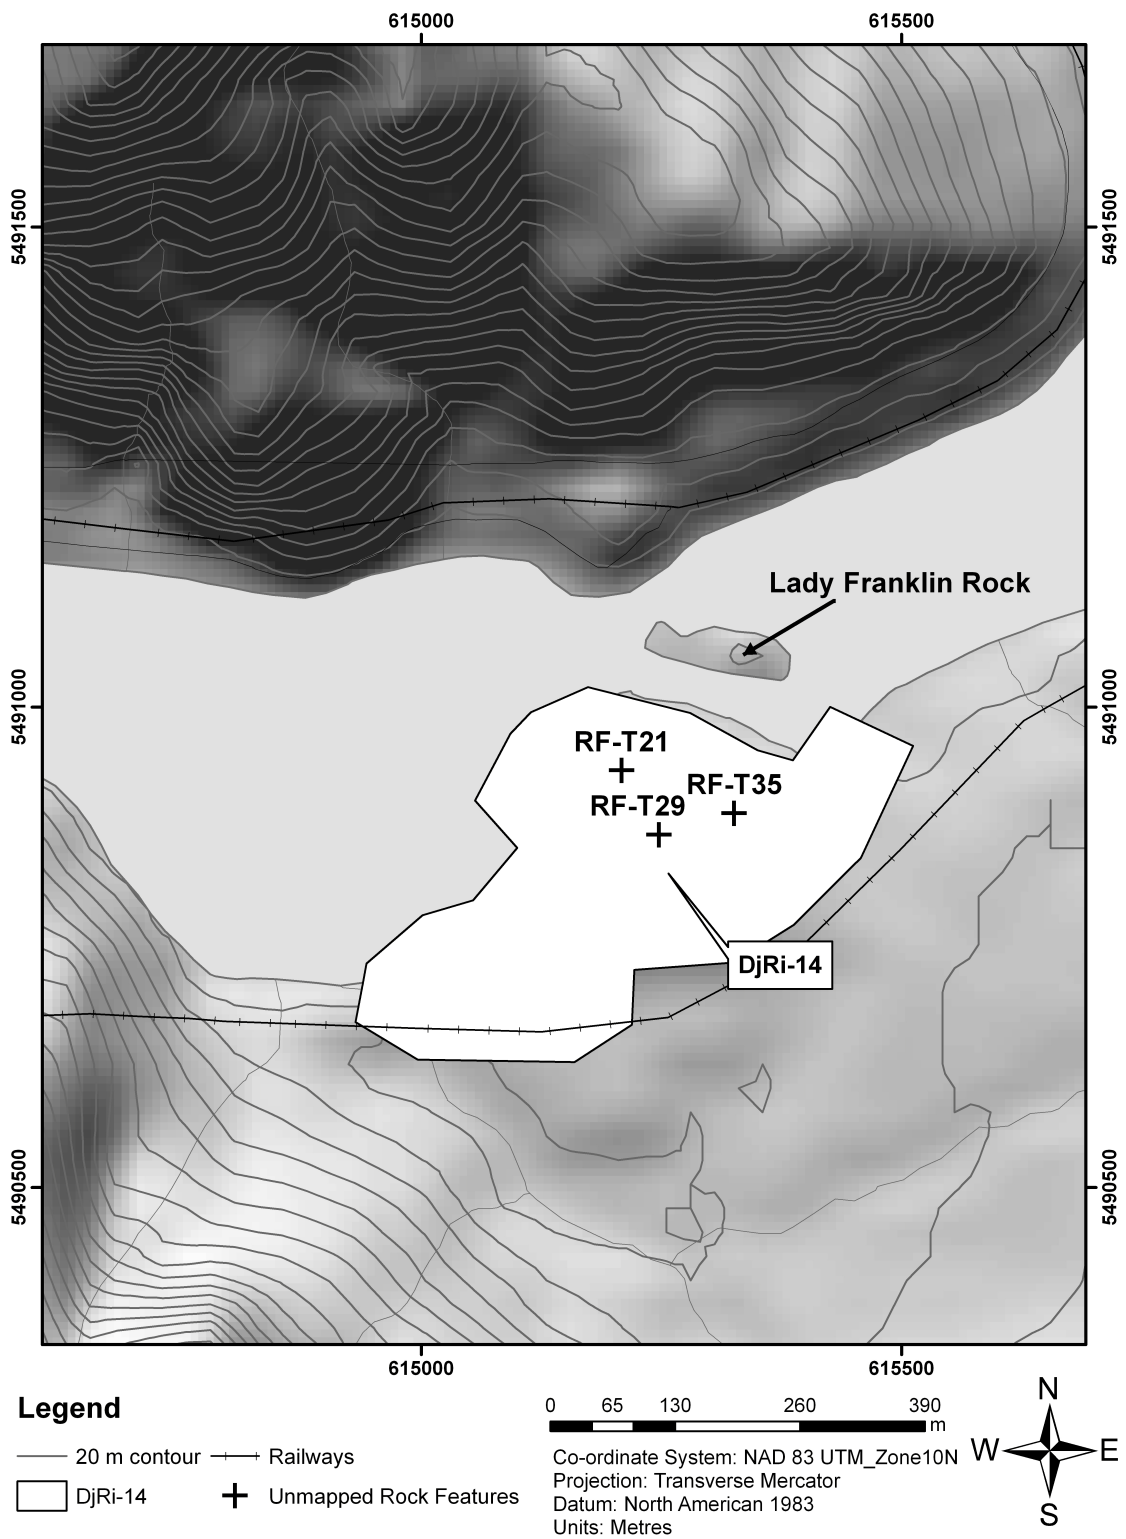 615000 615500
5491500 5491500
Lady Franklin Rock
5491000 5491000
RF-T21
RF-T35
RF-T29
DjRi-14
5490500 5490500
615000 615500
Legend
20 m contour Railways
DjRi-14 Unmapped Rock Features
0 65 130 260 390
m
Co-ordinate System: NAD 83 UTM_Zone10N
Projection: Transverse Mercator
Datum: North American 1983
Units: Metres
N
W E
S